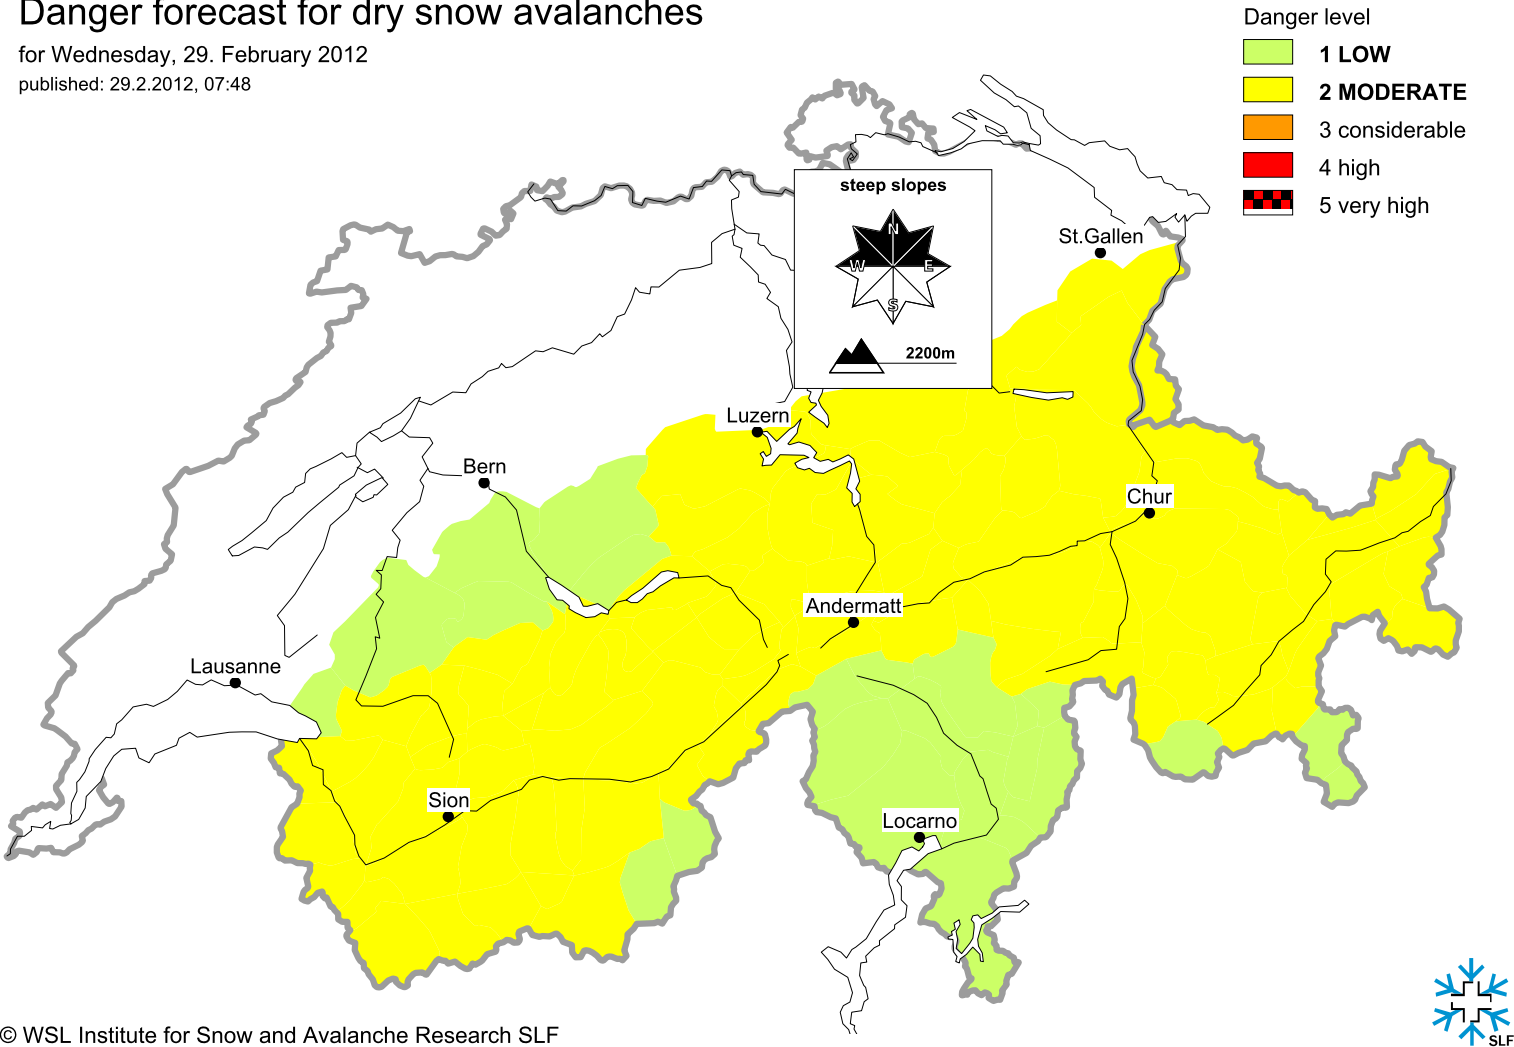 Danger forecast for dry snow avalanches
for Wednesday, 29. February 2012
published: 29.2.2012, 07:48
Danger level
1 LOW
2 MODERATE
3 considerable
4 high
5 very high
steep slopes
N
W E
S
2200m
St.Gallen
Luzern
Bern
Chur
Andermatt
Lausanne
Sion
Locarno
© WSL Institute for Snow and Avalanche Research SLF
SLF